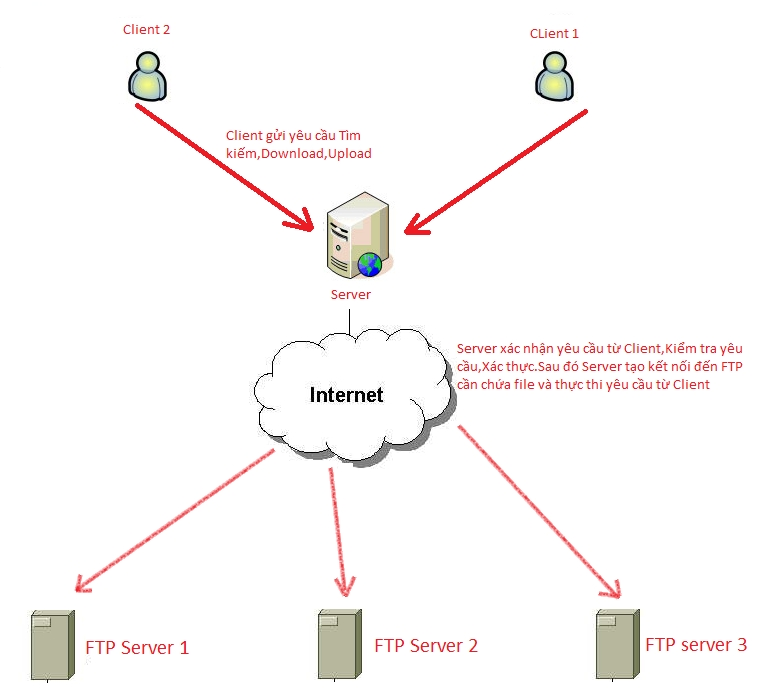 Client 2
CLient 1
Client gửi yêu cầu Tìm
kiếm,Download,Upload
Server
Server xác nhận yêu cầu từ Client,Kiểm tra yêu
cầu,Xác thực.Sau đó Server tạo kết nối đến FTP
cần chứa file và thực thi yêu cầu từ Client
Internet
FTP Server 1
FTP Server 2
FTP server 3